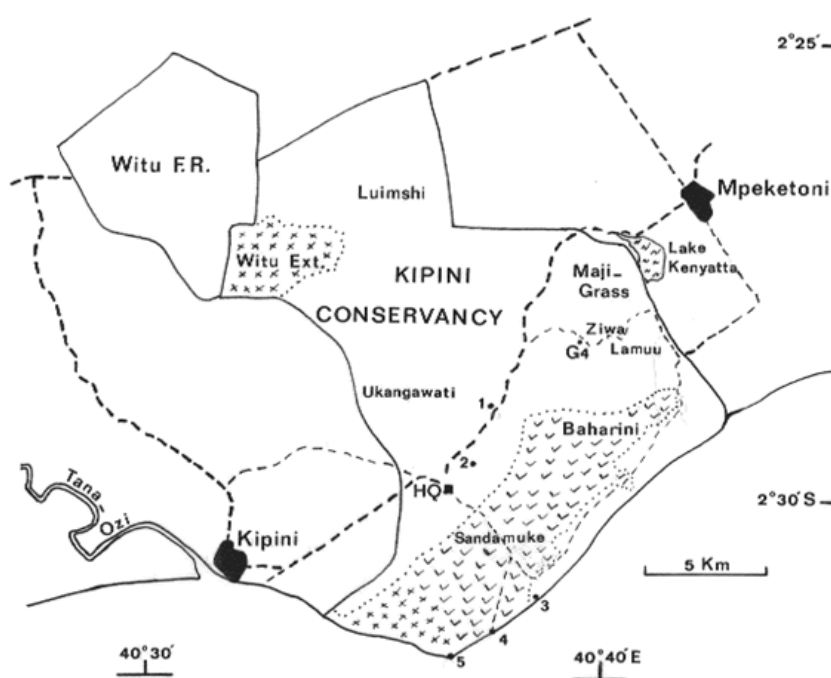 2°25'
Witu F.R.
Luimshi
Mpeketoni
Witu Ext.
Lake
Kenyatta
KIPINI
CONSERVANCY
Maji-
Grass
Ziwa
G4
Lamuu
Ukangawati
1
Baharini
2
HQ
2°30'S
Tana-
Ozi
Kipini
Sandamuke
5 Km
3
4
5
40°30'
40°40'E